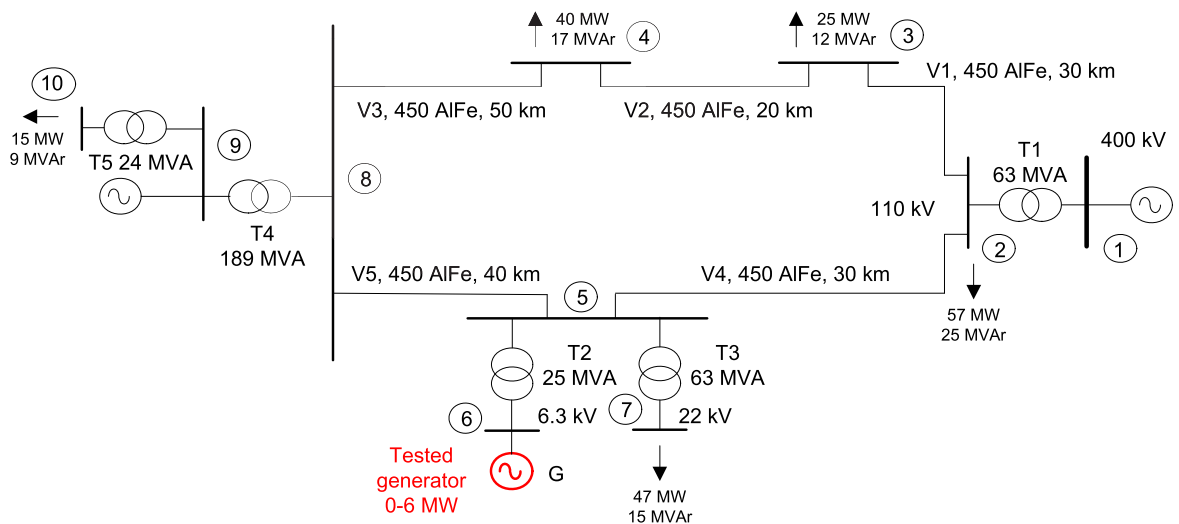 40 MW
17 MVAr
4
25 MW
12 MVAr
3
V1, 450 AlFe, 30 km
V3, 450 AlFe, 50 km
V2, 450 AlFe, 20 km
10
15 MW
9 MVAr
T5 24 MVA
9
T4
189 MVA
8
400 kV
T1
63 MVA
110 kV
2
1
57 MW
25 MVAr
V5, 450 AlFe, 40 km
5
V4, 450 AlFe, 30 km
T2
25 MVA
T3
63 MVA
6
6.3 kV
7
22 kV
Tested
generator
0-6 MW
G
47 MW
15 MVAr